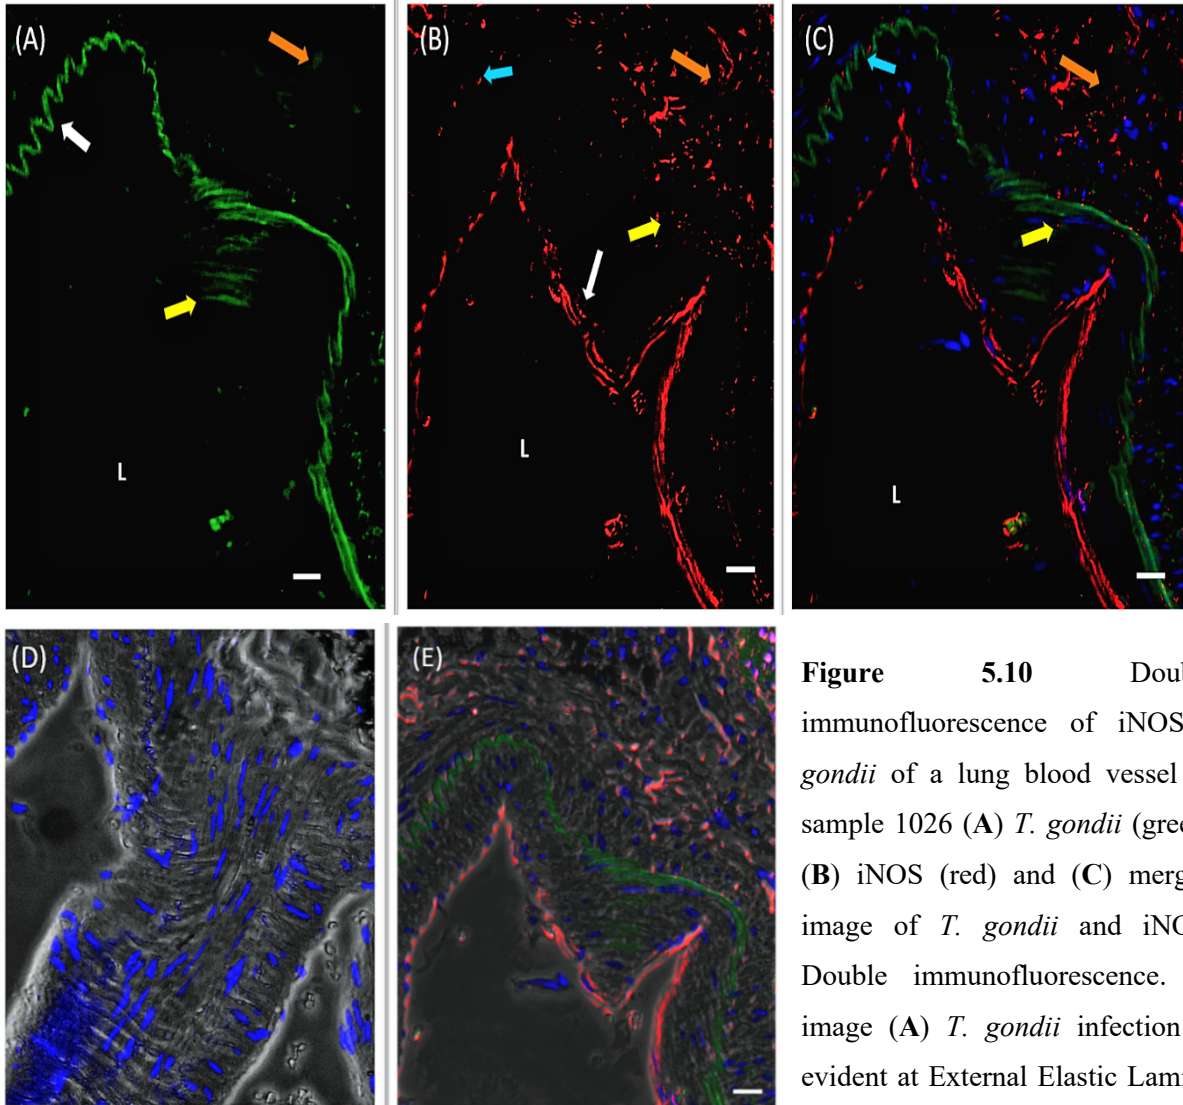 (A)
(B)
(C)
L
L
L
(D)
(E)
Figure 5.10
immunofluorescence of iNOS
gondii of a lung blood vessel
sample 1026 (A) T. gondii
(B) iNOS (red) and (C)
image of T. gondii and
Double immunofluorescence.
image (A) T. gondii infection
evident at External Elastic